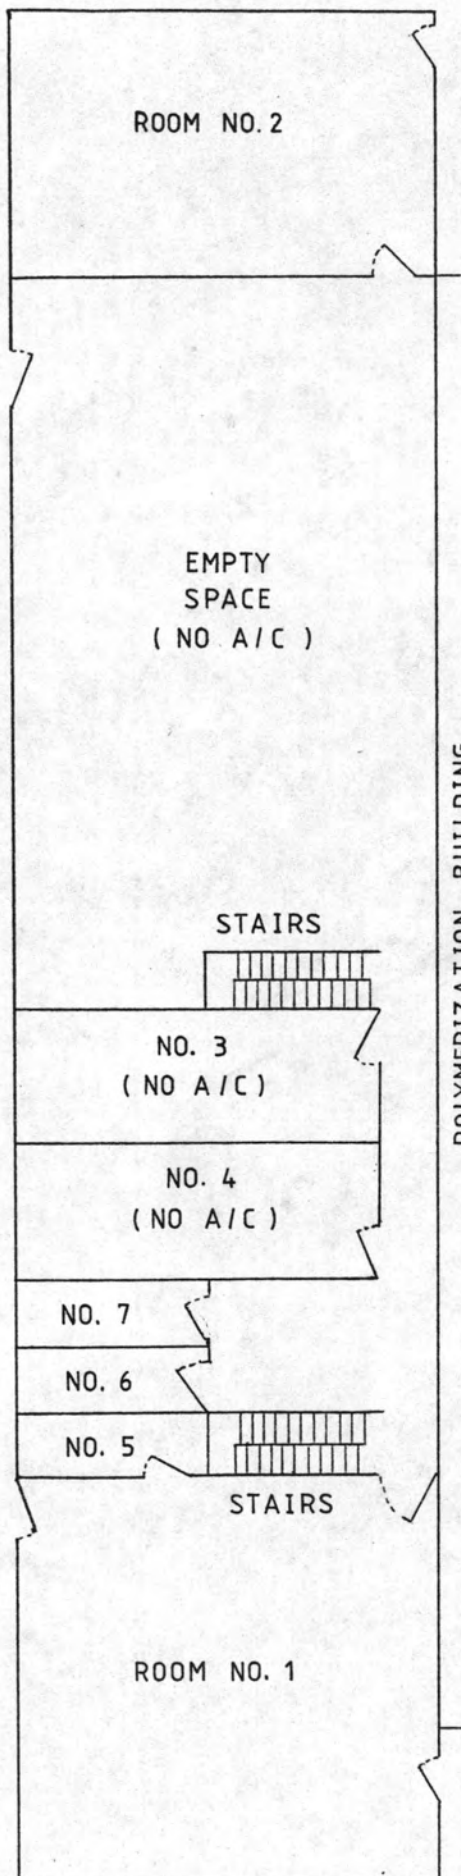 ROOM NO. 2
EMPTY
SPACE
( NO A/C )
POLYMERIZATION BUILDING
STAIRS
NO. 3
( NO A/C )
NO. 4
( NO A/C )
NO. 7
NO. 6
NO. 5
STAIRS
ROOM NO. 1